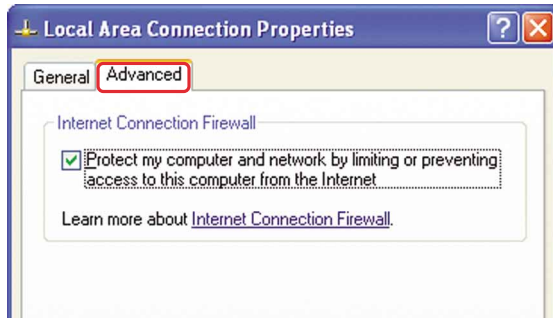 Local Area Connection Properties
General
Advanced
Internet Connection Firewall
Protect my computer and network by limiting or preventing
access to this computer from the Internet
Learn more about Internet Connection Firewall.